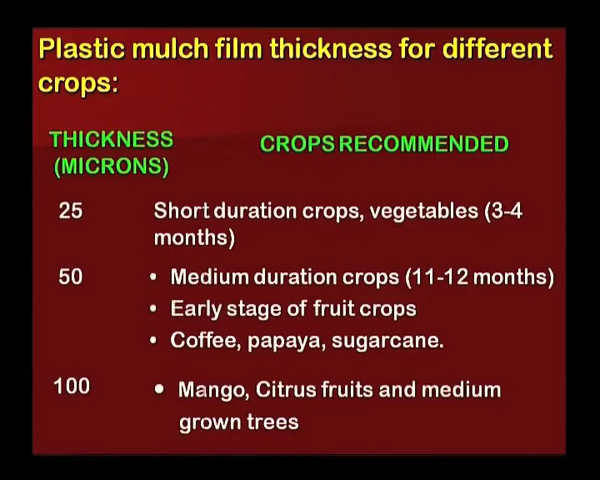 Plastic mulch film thickness for different
crops:
THICKNESS
(MICRONS)
CROPS RECOMMENDED
25
Short duration crops, vegetables (3-4
months)
50
• Medium duration crops (11-12 months)
• Early stage of fruit crops
• Coffee, papaya, sugarcane.
100
• Mango, Citrus fruits and medium
grown trees